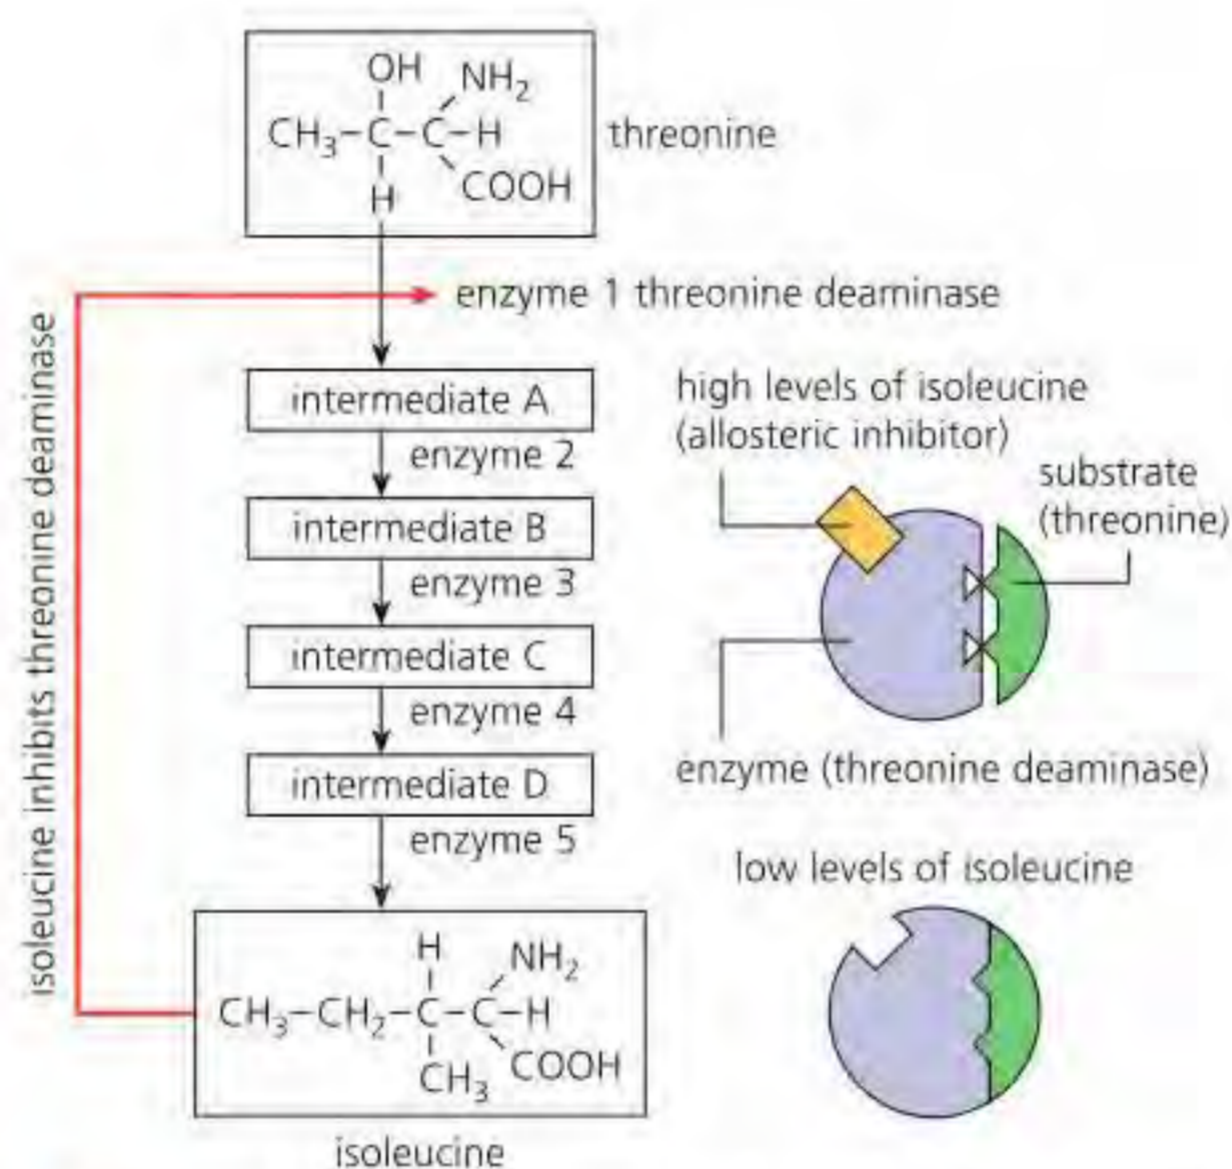 OH NH₂
CH₃–C–C–H
H COOH
threonine
enzyme 1 threonine deaminase
isoleucine inhibits threonine deaminase
intermediate A
enzyme 2
intermediate B
enzyme 3
intermediate C
enzyme 4
intermediate D
enzyme 5
H NH₂
CH₃–CH₂–C–C–H
CH₃ COOH
isoleucine
high levels of isoleucine
(allosteric inhibitor)
substrate
(threonine)
enzyme (threonine deaminase)
low levels of isoleucine